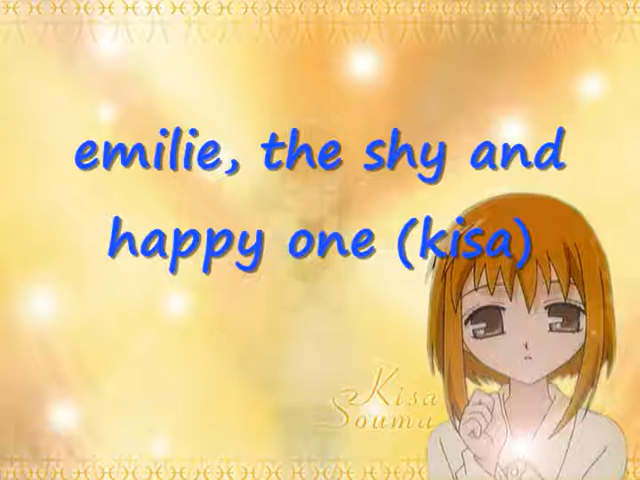 emilie, the shy and
happy one (kisa)
Kisa
Souma